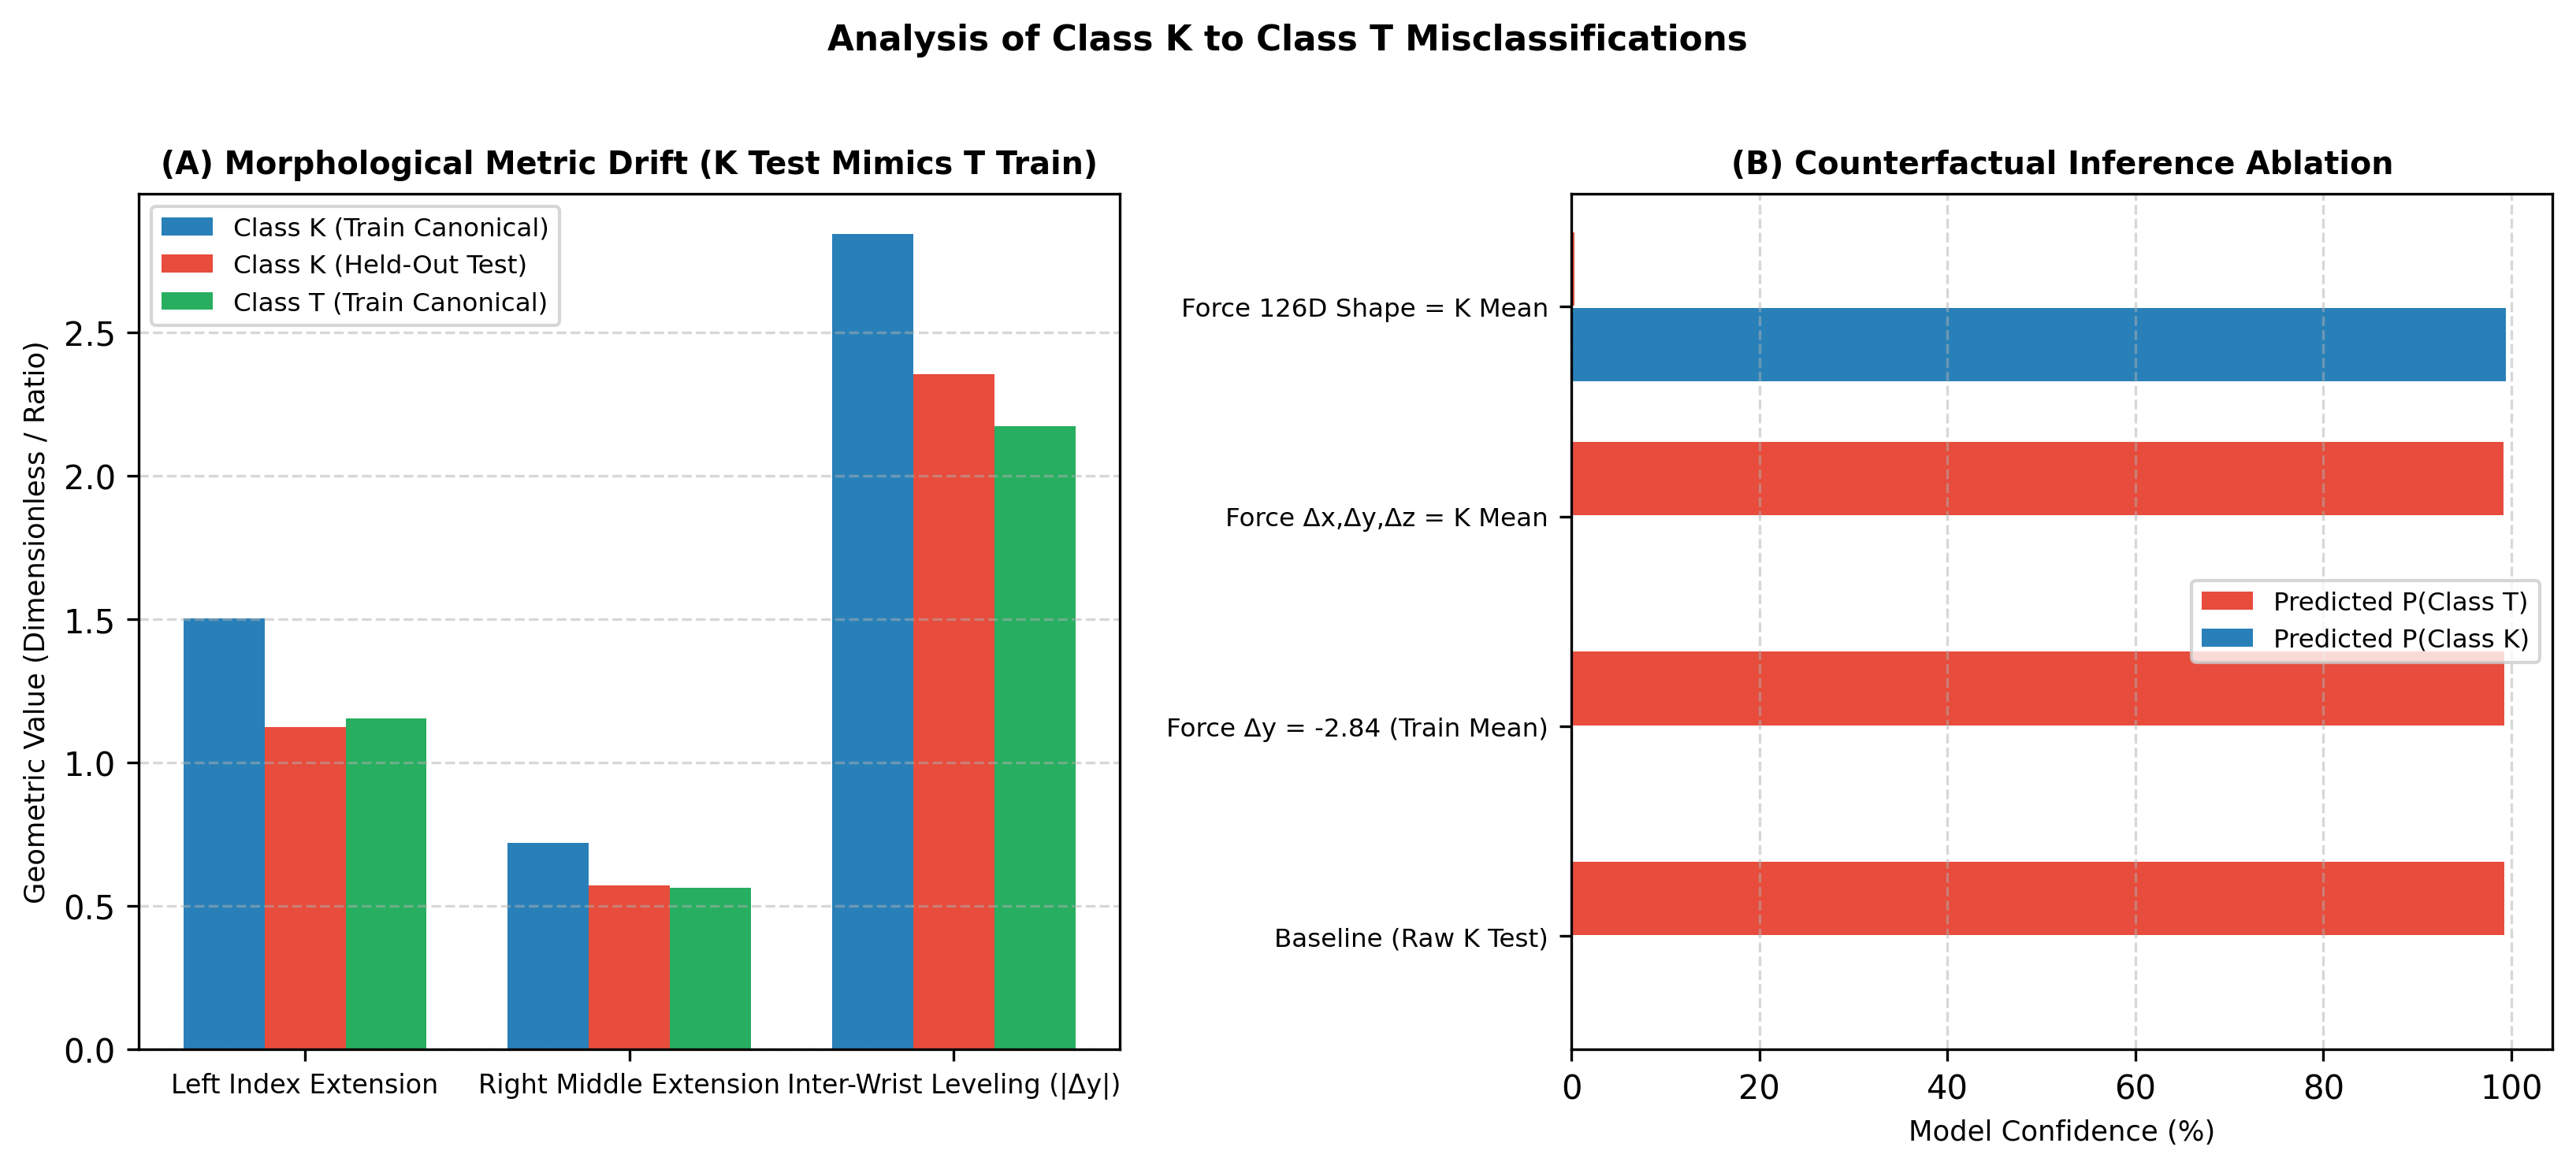 Analysis of Class K to Class T Misclassifications
(A) Morphological Metric Drift (K Test Mimics T Train)
Class K (Train Canonical)
Class K (Held-Out Test)
Class T (Train Canonical)
Geometric Value (Dimensionless / Ratio)
2.5
2.0
1.5
1.0
0.5
0.0
Left Index Extension
Right Middle Extension
Inter-Wrist Leveling (|Δy|)
(B) Counterfactual Inference Ablation
Force 126D Shape = K Mean
Force Δx,Δy,Δz = K Mean
Force Δy = -2.84 (Train Mean)
Baseline (Raw K Test)
Predicted P(Class T)
Predicted P(Class K)
0
20
40
60
80
100
Model Confidence (%)